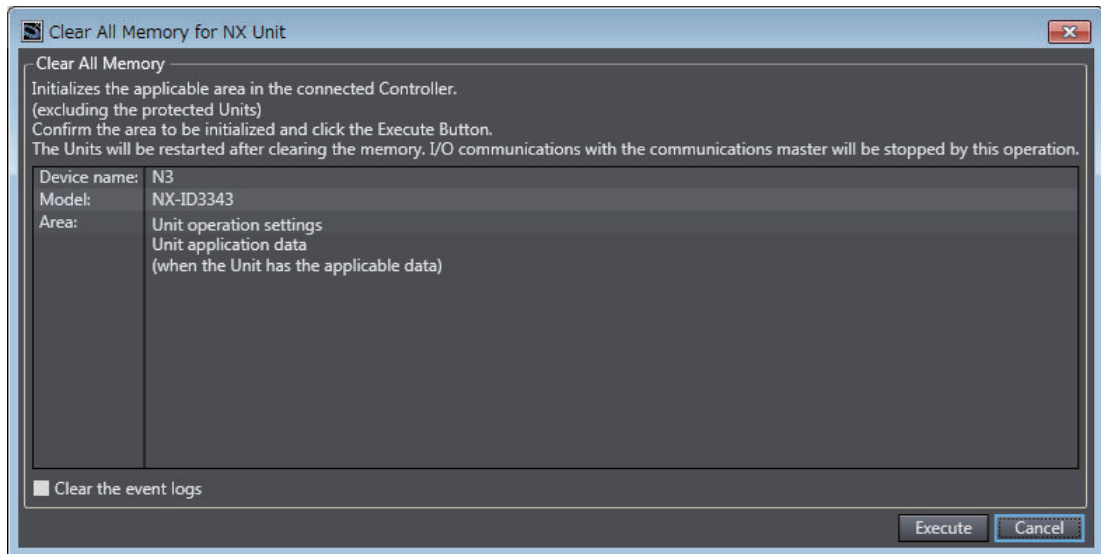 Clear All Memory for NX Unit
Clear All Memory
Initializes the applicable area in the connected Controller.
(excluding the protected Units)
Confirm the area to be initialized and click the Execute Button.
The Units will be restarted after clearing the memory. I/O communications with the communications master will be stopped by this operation.
Device name: N3
Model: NX-ID3343
Area: Unit operation settings
Unit application data
(when the Unit has the applicable data)
Clear the event logs
Execute Cancel